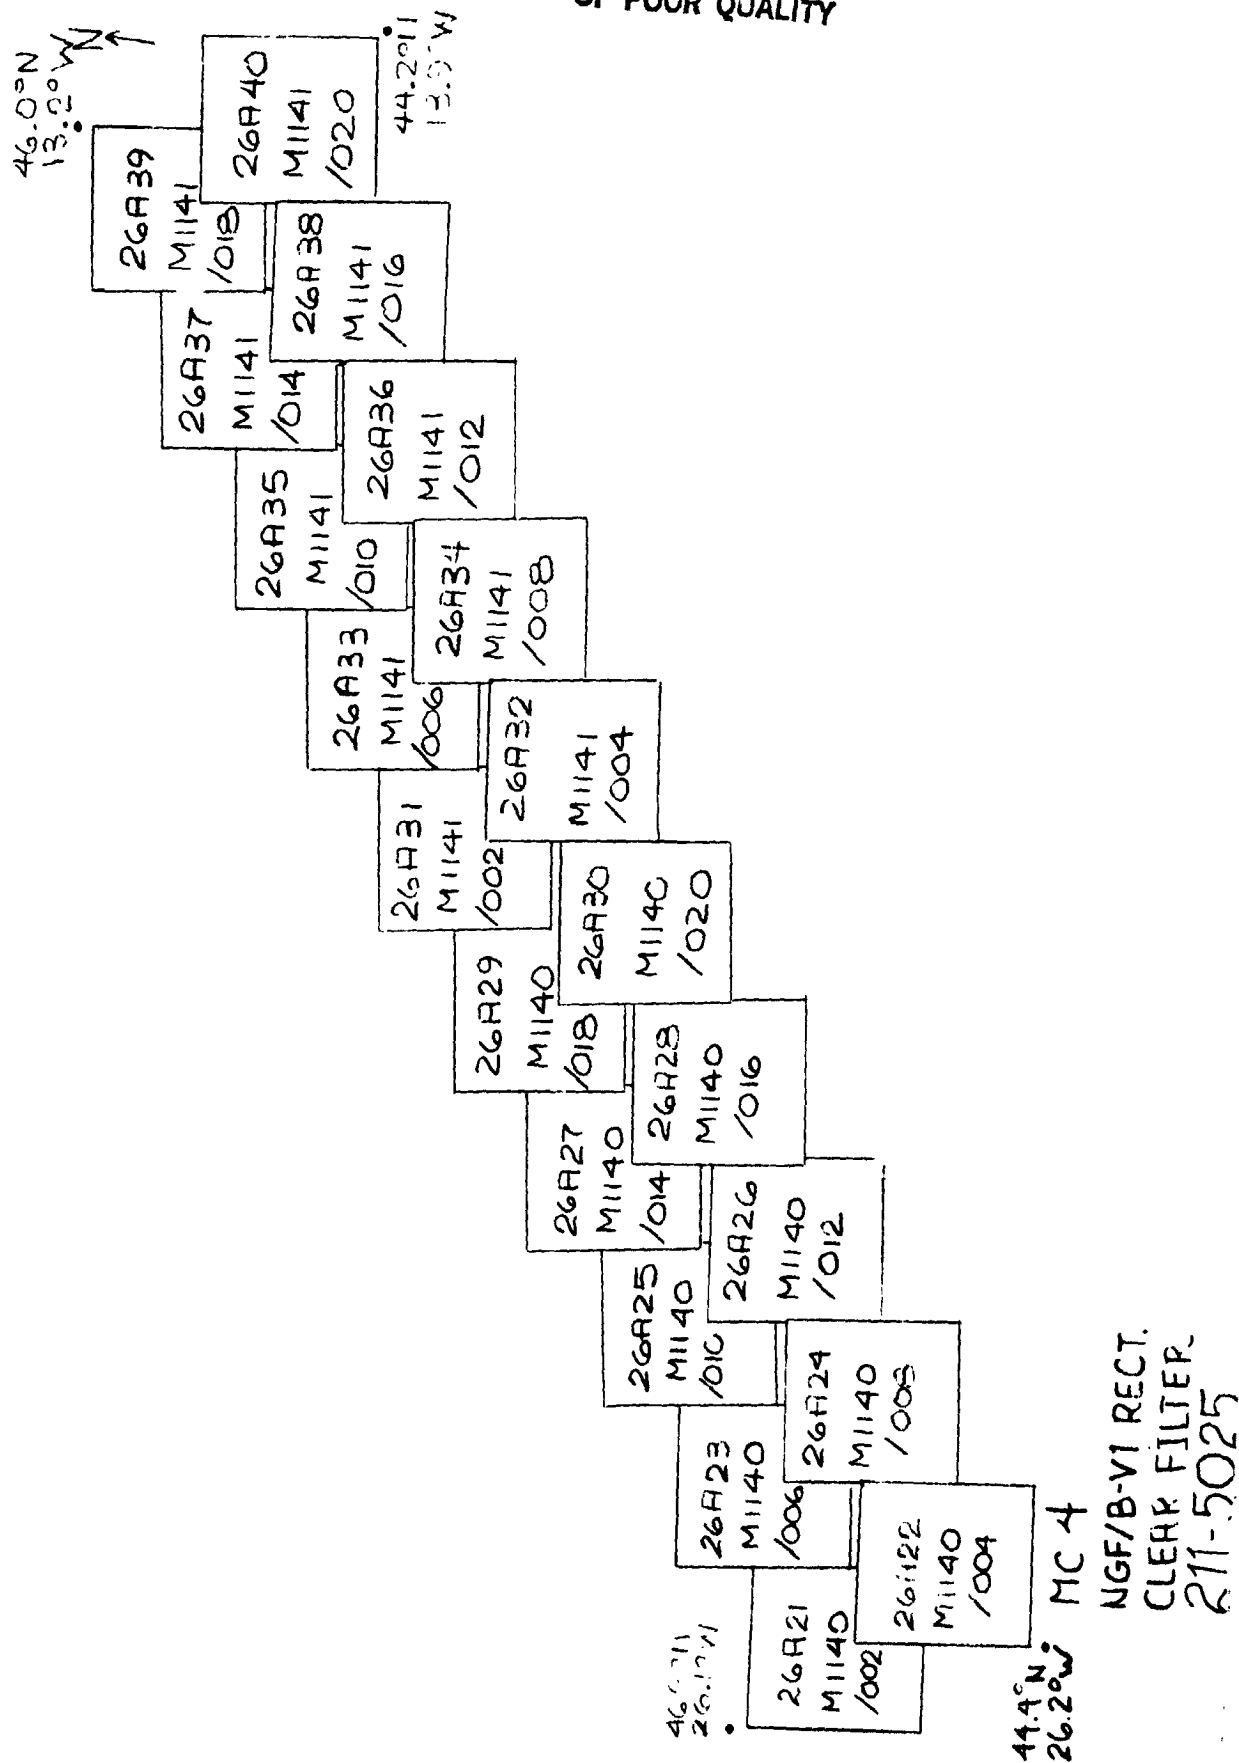 OF POOR QUALITY
N
46.0°N
44.2°
26A39
M1141
/018
26A40
M1141
/020
26A37
M1141
/014
26A38
M1141
/016
26A35
M1141
/010
26A36
M1141
/012
26A33
M1141
/006
26A34
M1141
/008
26A31
M1141
/002
26A32
M1141
/004
26A29
M1140
/018
26A30
M1140
/020
26A27
M1140
/014
26A28
M1140
/016
26A25
M1140
/010
26A26
M1140
/012
26A23
M1140
/006
26A24
M1140
/008
26A21
M1140
/002
26A22
M1140
/004
44.4°N
26.2°W
MC 4
NGF/B-V1 RECT.
CLEAR FILTER
211-5025